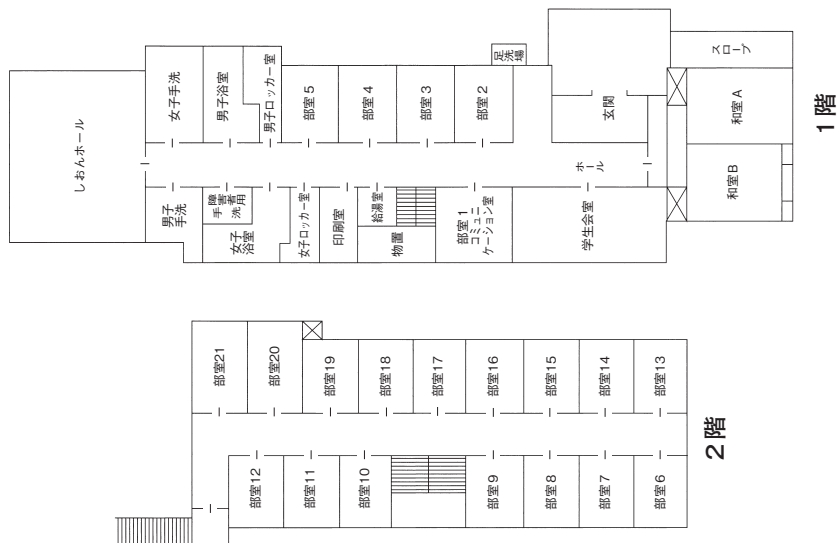 しおんホール
女子手洗
男子浴室
男子ロッカー室
部室5
部室4
部室3
部室2
足洗場
玄関
スロープ
和室A
和室B
ホール
男子
手洗
障害者用
手洗
女子
浴室
女子ロッカー室
印刷室
給湯室
物置
部室1
コミュニ
ケーション室
学生会室
1階
部室21
部室20
部室19
部室18
部室17
部室16
部室15
部室14
部室13
部室12
部室11
部室10
部室9
部室8
部室7
部室6
2階